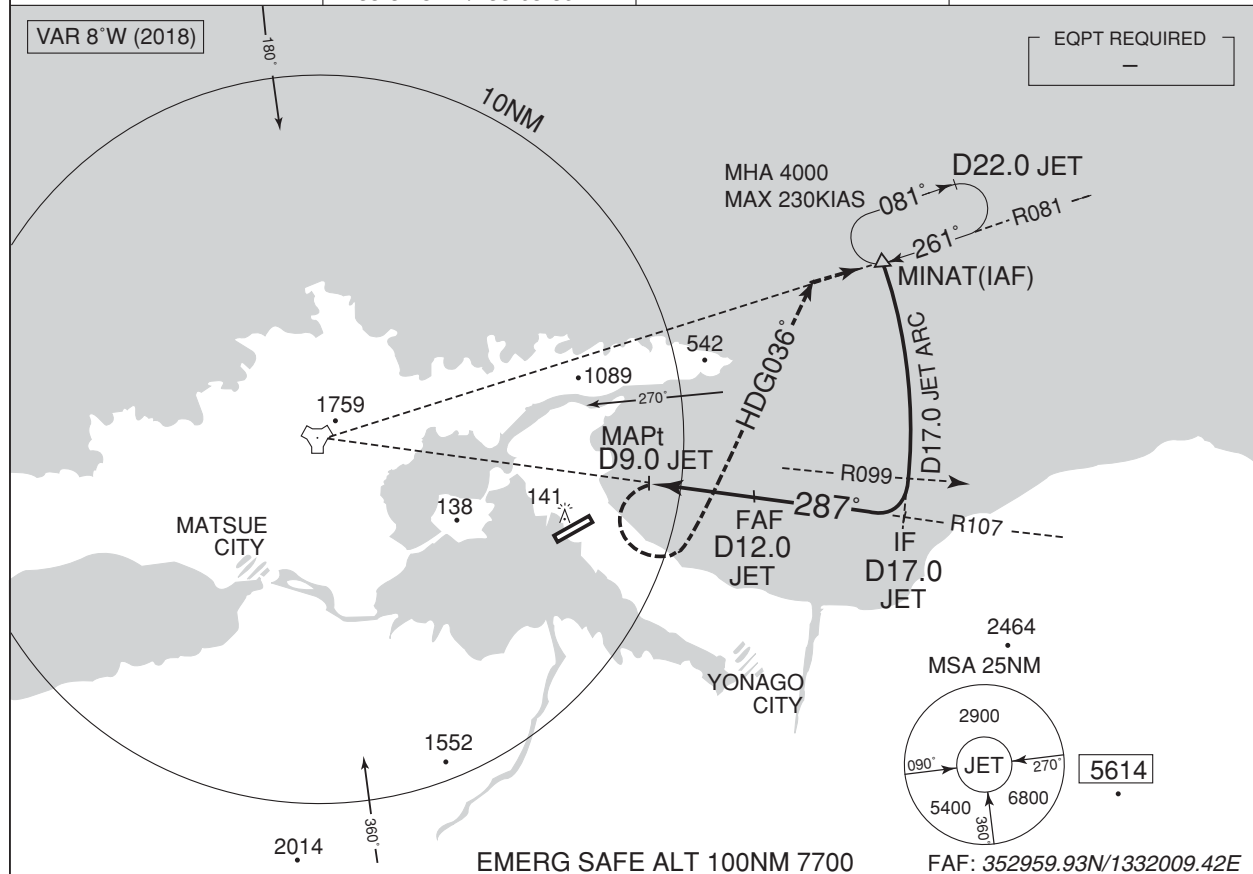 VAR 8°W (2018)
EQPT REQUIRED
–
180°
10NM
MHA 4000
MAX 230KIAS
D22.0 JET
081°
R081
261°
MINAT(IAF)
HDG036°
D17.0 JET ARC
542
1089
270°
1759
MAPt
D9.0 JET
R099
141
138
287°
FAF
D12.0
JET
R107
IF
D17.0
JET
MATSUE
CITY
YONAGO
CITY
2464
MSA 25NM
2900
JET
090°
270°
5400
6800
360°
5614
1552
360°
2014
EMERG SAFE ALT 100NM 7700
FAF: 352959.93N/1332009.42E